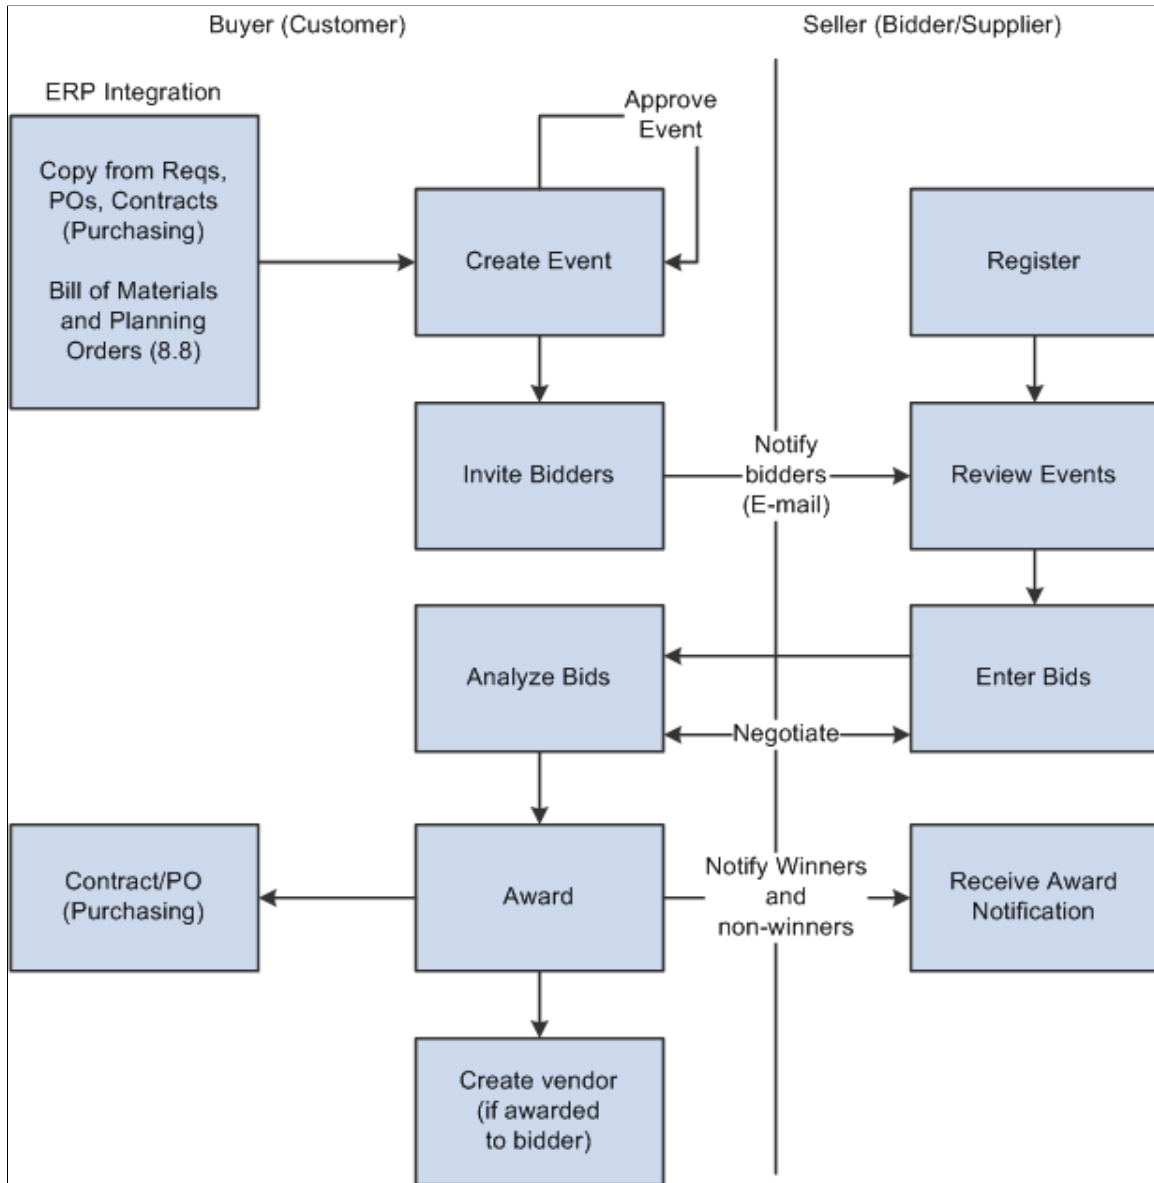 Buyer (Customer)
Seller (Bidder/Supplier)
ERP Integration
Copy from Reqs,
POs, Contracts
(Purchasing)
Bill of Materials
and Planning
Orders (8.8)
Approve
Event
Create Event
Register
Invite Bidders
Notify
bidders
(E-mail)
Review Events
Analyze Bids
Enter Bids
Negotiate
Contract/PO
(Purchasing)
Award
Notify Winners
and
non-winners
Receive Award
Notification
Create vendor
(if awarded
to bidder)